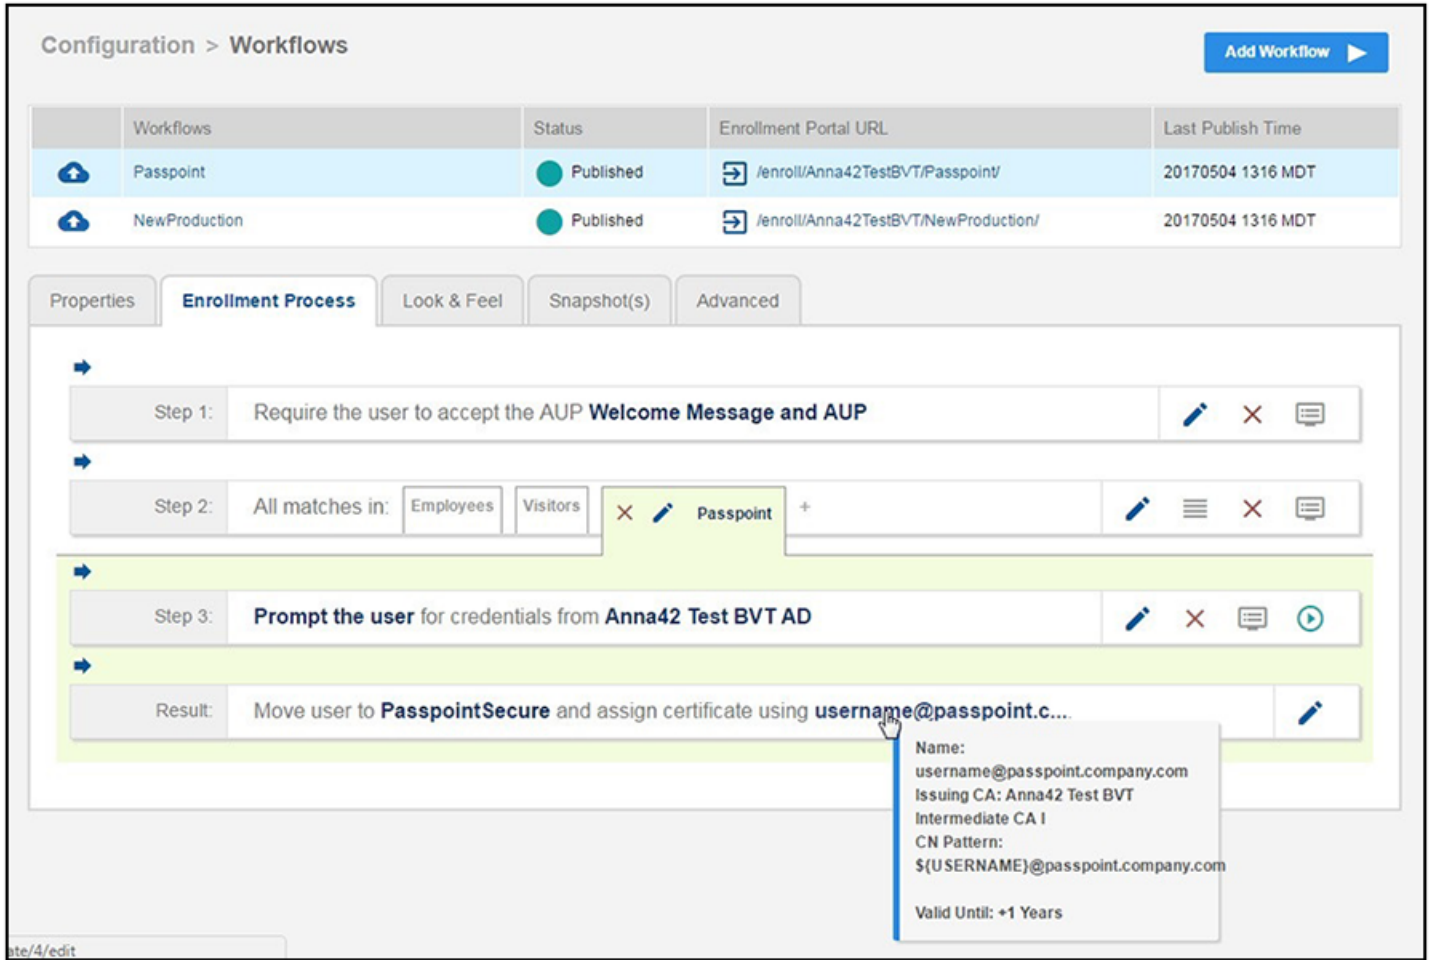 Configuration > Workflows
Add Workflow
Workflows Status Enrollment Portal URL Last Publish Time
Passpoint Published /enroll/Anna42TestBVT/Passpoint/ 20170504 1316 MDT
NewProduction Published /enroll/Anna42TestBVT/NewProduction/ 20170504 1316 MDT
Properties Enrollment Process Look & Feel Snapshot(s) Advanced
Step 1: Require the user to accept the AUP Welcome Message and AUP
Step 2: All matches in: Employees Visitors Passpoint +
Step 3: Prompt the user for credentials from Anna42 Test BVT AD
Result: Move user to PasspointSecure and assign certificate using username@passpoint.c....
Name:
username@passpoint.company.com
Issuing CA: Anna42 Test BVT
Intermediate CA I
CN Pattern:
${USERNAME}@passpoint.company.com
Valid Until: +1 Years
ate/4/edit